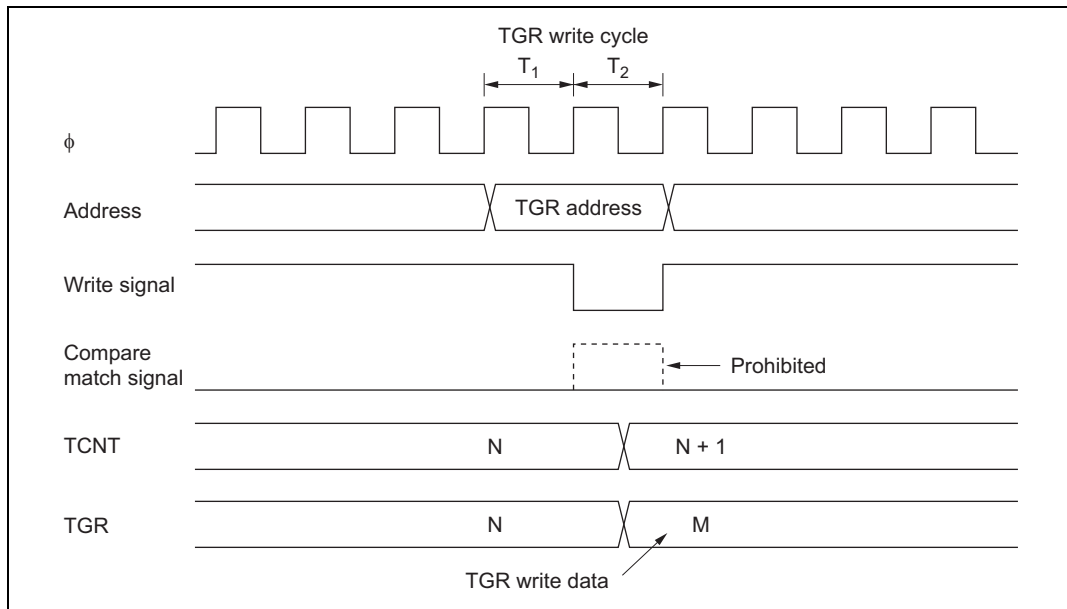 TGR write cycle
T1 T2
ϕ
Address
TGR address
Write signal
Compare
match signal
Prohibited
TCNT
N
N + 1
TGR
N
M
TGR write data